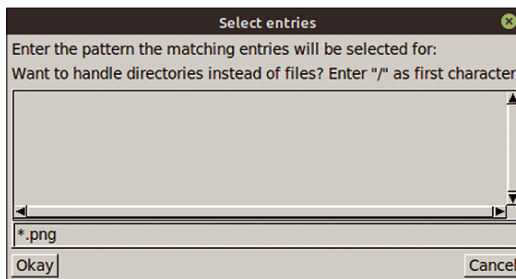 Select entries
Enter the pattern the matching entries will be selected for:
Want to handle directories instead of files? Enter "/" as first character
*.png
Okay
Cancel